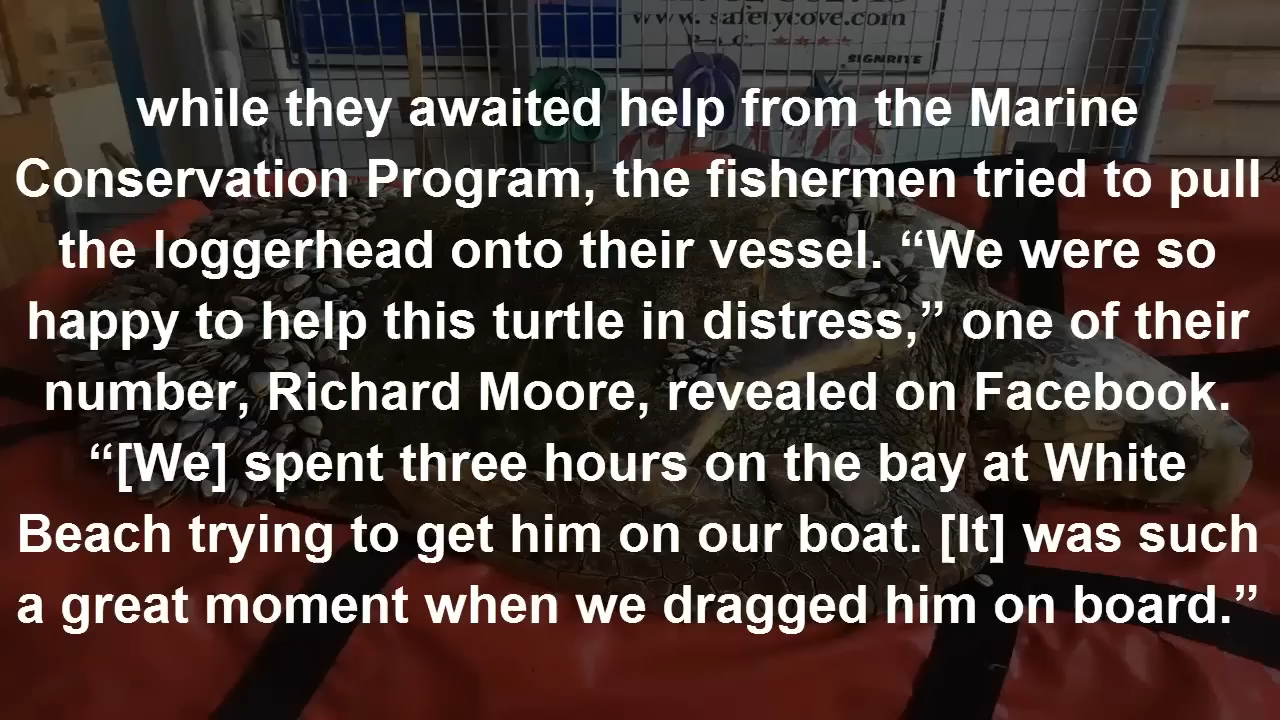 www.safetycove.com
SIGNRITE
while they awaited help from the Marine
Conservation Program, the fishermen tried to pull
the loggerhead onto their vessel. “We were so
happy to help this turtle in distress,” one of their
number, Richard Moore, revealed on Facebook.
“[We] spent three hours on the bay at White
Beach trying to get him on our boat. [It] was such
a great moment when we dragged him on board.”